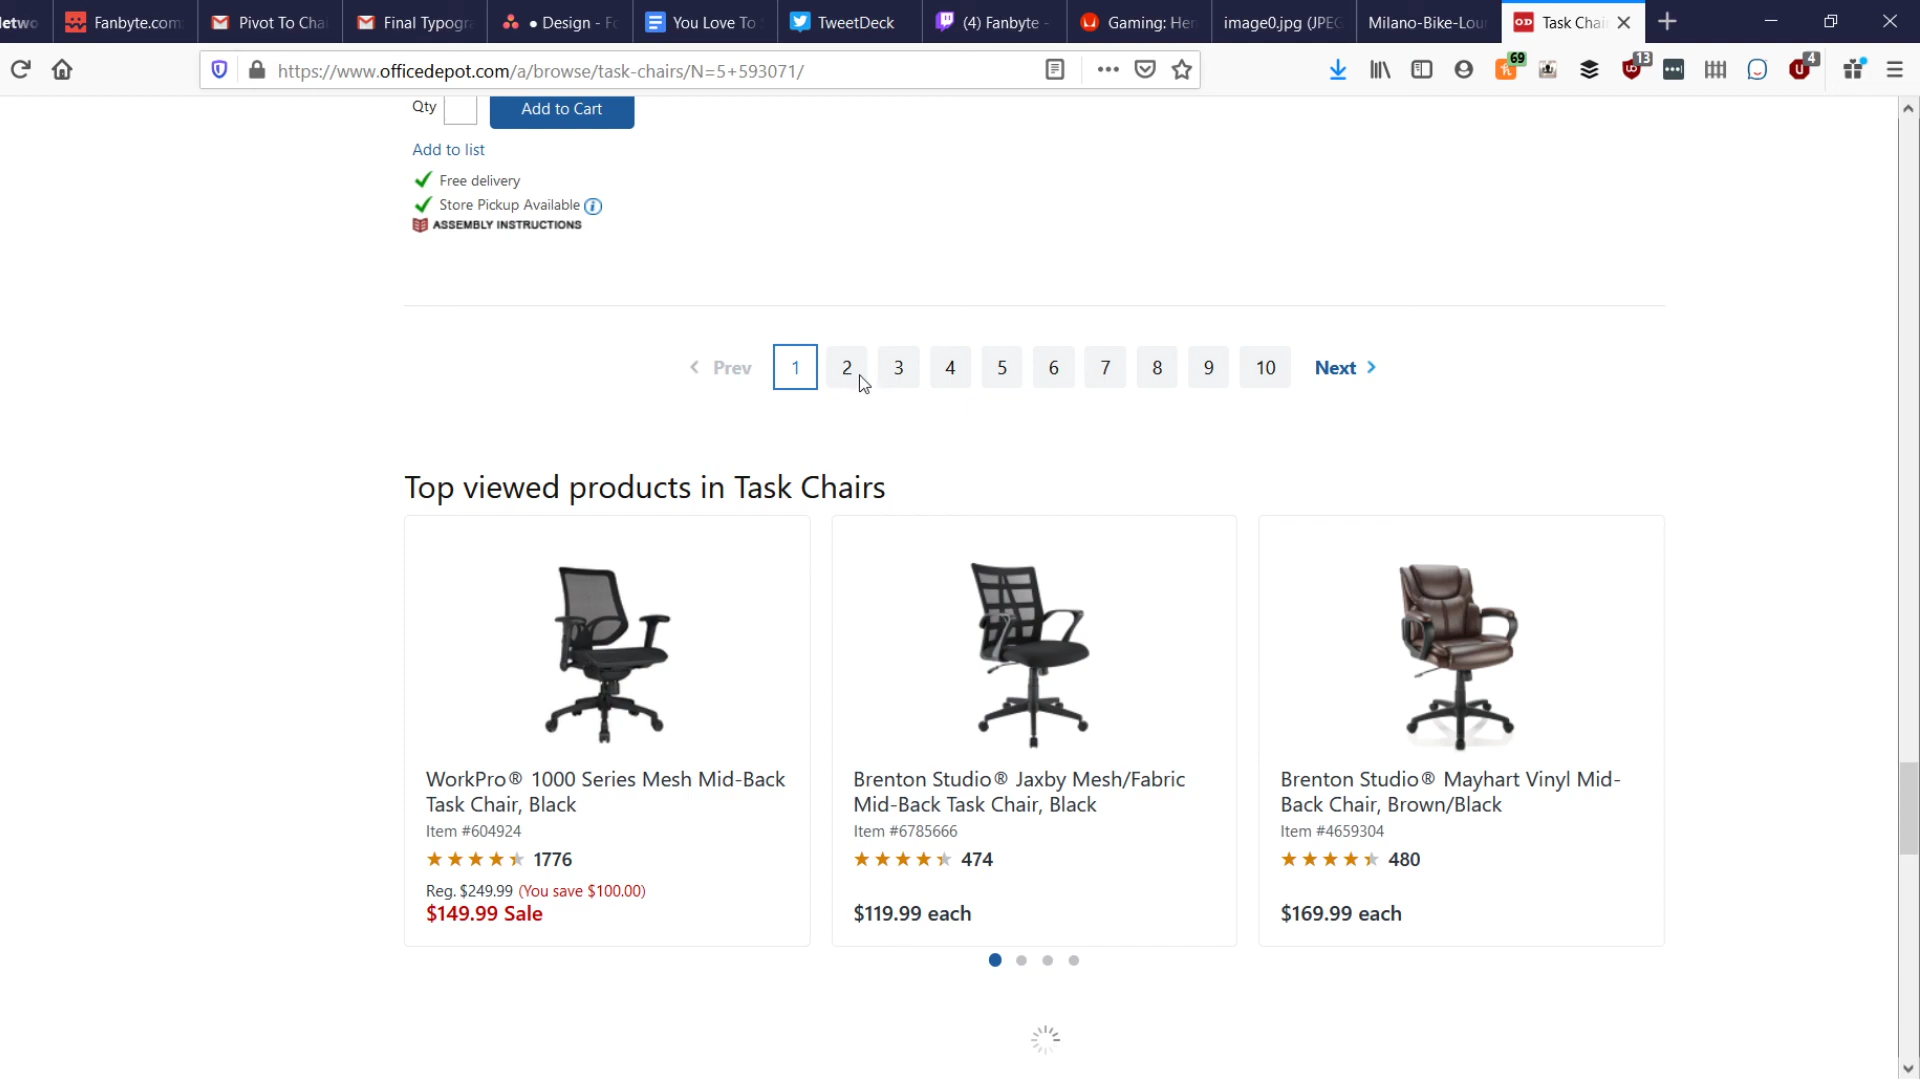 letwo
Fanbyte.com
Pivot To Cha
Final Typogr
● Design - Fo
You Love To
TweetDeck
(4) Fanbyte -
Gaming: Her
image0.jpg (JPEG
Milano-Bike-Lou
OD Task Chai
https://www.officedepot.com/a/browse/task-chairs/N=5+593071/
69
13
4
Qty
Add to Cart
Add to list
Free delivery
Store Pickup Available
ASSEMBLY INSTRUCTIONS
Prev 1 2 3 4 5 6 7 8 9 10 Next
Top viewed products in Task Chairs
WorkPro® 1000 Series Mesh Mid-Back
Task Chair, Black
Item #604924
1776
Reg. $249.99 (You save $100.00)
$149.99 Sale
Brenton Studio® Jaxby Mesh/Fabric
Mid-Back Task Chair, Black
Item #6785666
474
$119.99 each
Brenton Studio® Mayhart Vinyl Mid-
Back Chair, Brown/Black
Item #4659304
480
$169.99 each